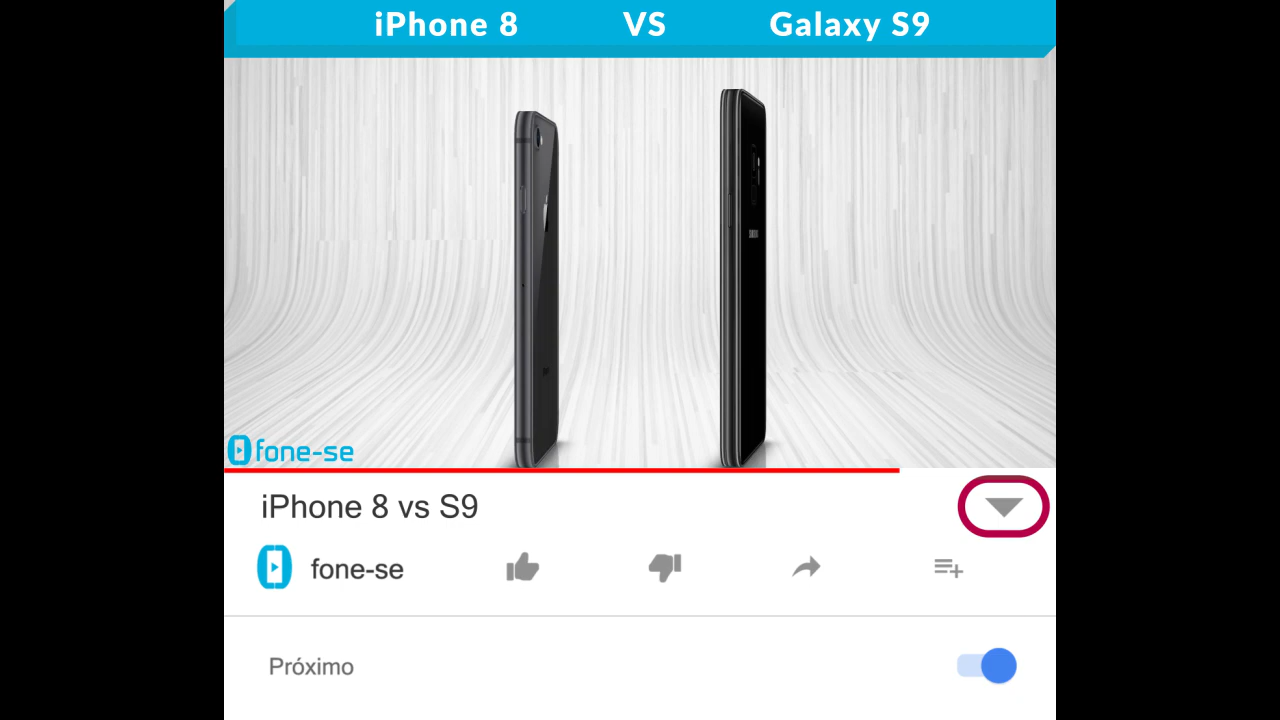 iPhone 8 VS Galaxy S9
fone-se
iPhone 8 vs S9
fone-se
Próximo